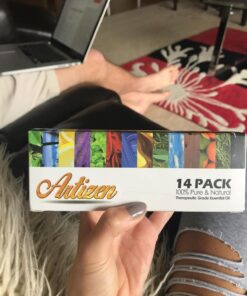 Artizen
14 PACK
100% Pure & Natural
Therapeutic Grade Essential Oil